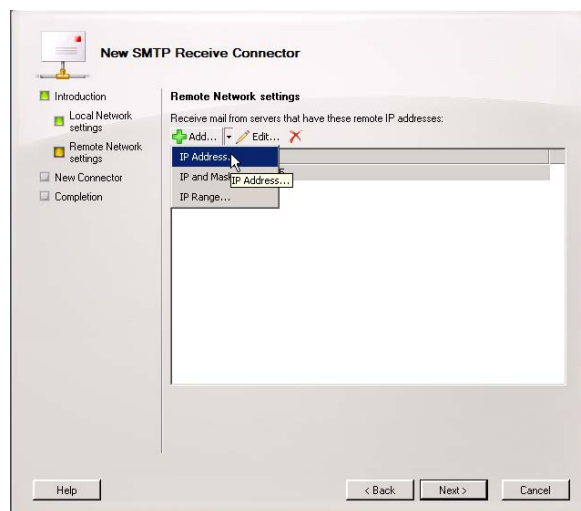 New SMTP Receive Connector
Introduction
Local Network
settings
Remote Network
settings
New Connector
Completion
Remote Network settings
Receive mail from servers that have these remote IP addresses:
Add... Edit...
IP Address...
IP and Mas
IP Address...
IP Range...
Help
< Back
Next >
Cancel